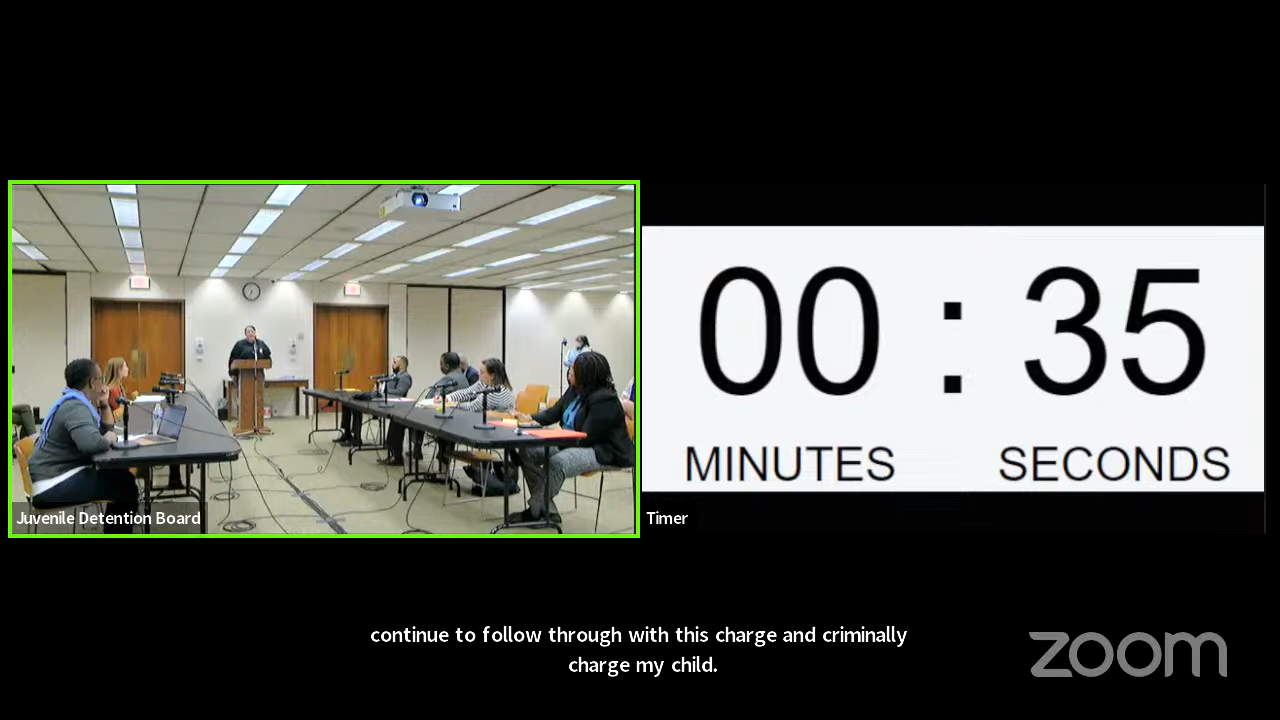 00 : 35
MINUTES SECONDS
Juvenile Detention Board
Timer
continue to follow through with this charge and criminally
charge my child.
zoom